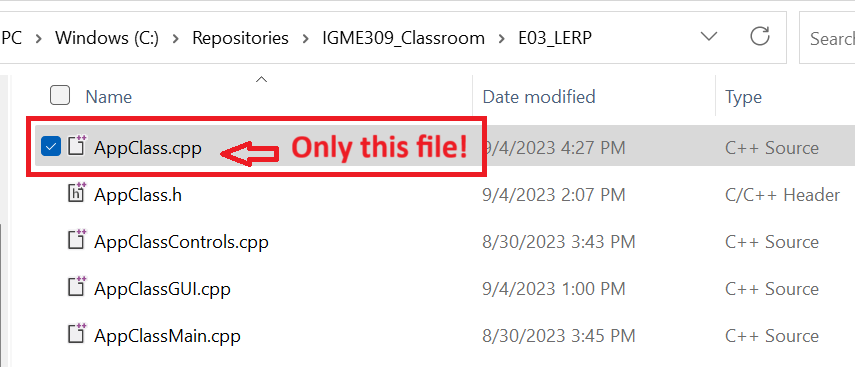 PC > Windows (C:) > Repositories > IGME309_Classroom > E03_LERP Search
Name Date modified Type
AppClass.cpp Only this file! 9/4/2023 4:27 PM C++ Source
AppClass.h 9/4/2023 2:07 PM C/C++ Header
AppClassControls.cpp 8/30/2023 3:43 PM C++ Source
AppClassGUI.cpp 9/4/2023 1:00 PM C++ Source
AppClassMain.cpp 8/30/2023 3:45 PM C++ Source